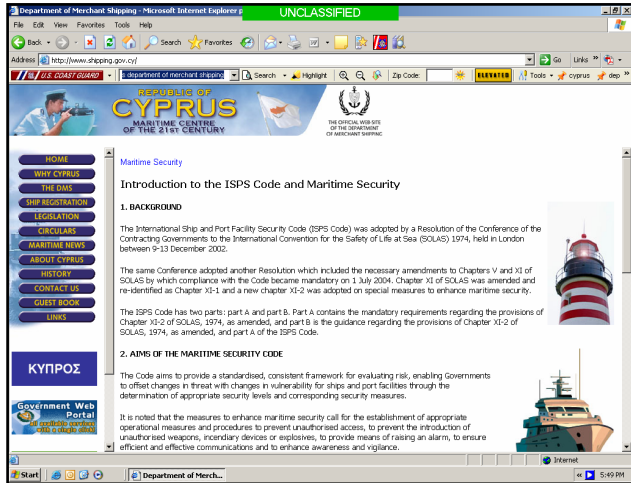 Department of Merchant Shipping - Microsoft Internet Explorer p
UNCLASSIFIED
File Edit View Favorites Tools Help
Back Search Favorites
Address http://www.shipping.gov.cy/ Go Links
U.S. COAST GUARD s department of merchant shipping Search Highlight Zip Code: ELEVATED Tools cyprus dep
REPUBLIC OF
CYPRUS
MARITIME CENTRE
OF THE 21ST CENTURY
THE OFFICIAL WEB-SITE
OF THE DEPARTMENT
OF MERCHANT SHIPPING
HOME
WHY CYPRUS
THE DMS
SHIP REGISTRATION
LEGISLATION
CIRCULARS
MARITIME NEWS
ABOUT CYPRUS
HISTORY
CONTACT US
GUEST BOOK
LINKS
ΚΥΠΡΟΣ
Government Web
Portal
all available services
with a single click!
Maritime Security
Introduction to the ISPS Code and Maritime Security
1. BACKGROUND
The International Ship and Port Facility Security Code (ISPS Code) was adopted by a Resolution of the Conference of the
Contracting Governments to the International Convention for the Safety of Life at Sea (SOLAS) 1974, held in London
between 9-13 December 2002.
The same Conference adopted another Resolution which included the necessary amendments to Chapters V and XI of
SOLAS by which compliance with the Code became mandatory on 1 July 2004. Chapter XI of SOLAS was amended and
re-identified as Chapter XI-1 and a new chapter XI-2 was adopted on special measures to enhance maritime security.
The ISPS Code has two parts: part A and part B. Part A contains the mandatory requirements regarding the provisions of
Chapter XI-2 of SOLAS, 1974, as amended, and part B is the guidance regarding the provisions of Chapter XI-2 of
SOLAS, 1974, as amended, and part A of the ISPS Code.
2. AIMS OF THE MARITIME SECURITY CODE
The Code aims to provide a standardised, consistent framework for evaluating risk, enabling Governments
to offset changes in threat with changes in vulnerability for ships and port facilities through the
determination of appropriate security levels and corresponding security measures.
It is noted that the measures to enhance maritime security call for the establishment of appropriate
operational measures and procedures to prevent unauthorised access, to prevent the introduction of
unauthorised weapons, incendiary devices or explosives, to provide means of raising an alarm, to ensure
efficient and effective communications and to enhance awareness and vigilance.
Internet
Start Department of Merch... 5:49 PM